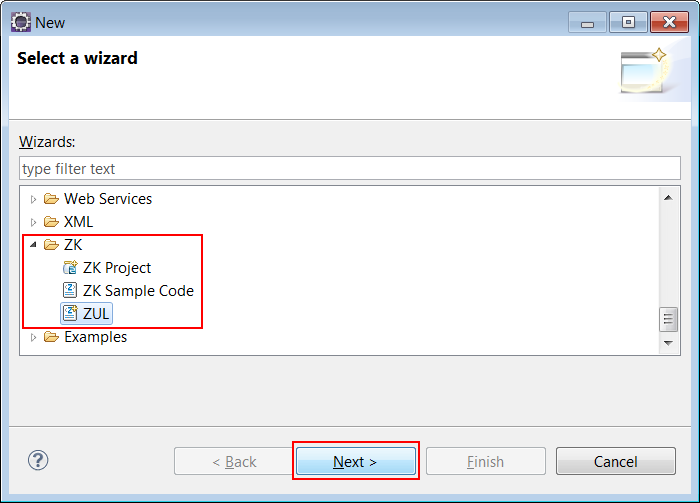 New
Select a wizard
Wizards:
type filter text
Web Services
XML
ZK
ZK Project
ZK Sample Code
ZUL
Examples
?
< Back
Next >
Finish
Cancel